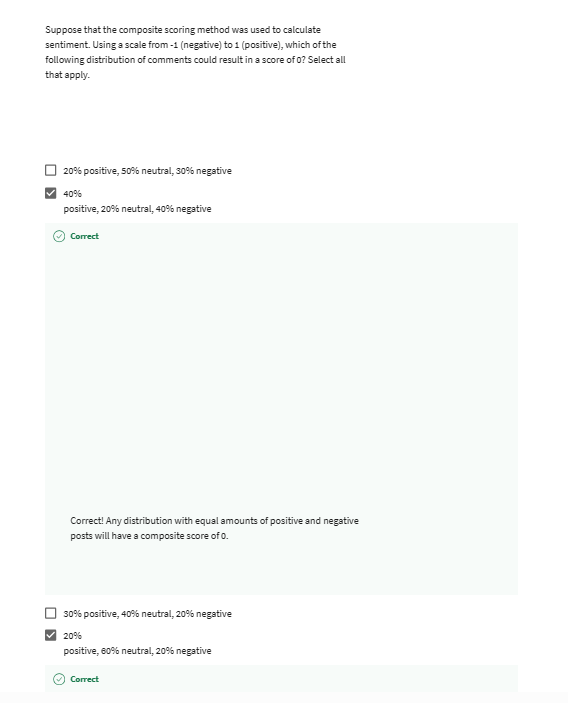 Suppose that the composite scoring method was used to calculate
sentiment. Using a scale from -1 (negative) to 1 (positive), which of the
following distribution of comments could result in a score of 0? Select all
that apply.
20% positive, 50% neutral, 30% negative
40%
positive, 20% neutral, 40% negative
Correct
Correct! Any distribution with equal amounts of positive and negative
posts will have a composite score of 0.
30% positive, 40% neutral, 20% negative
20%
positive, 60% neutral, 20% negative
Correct